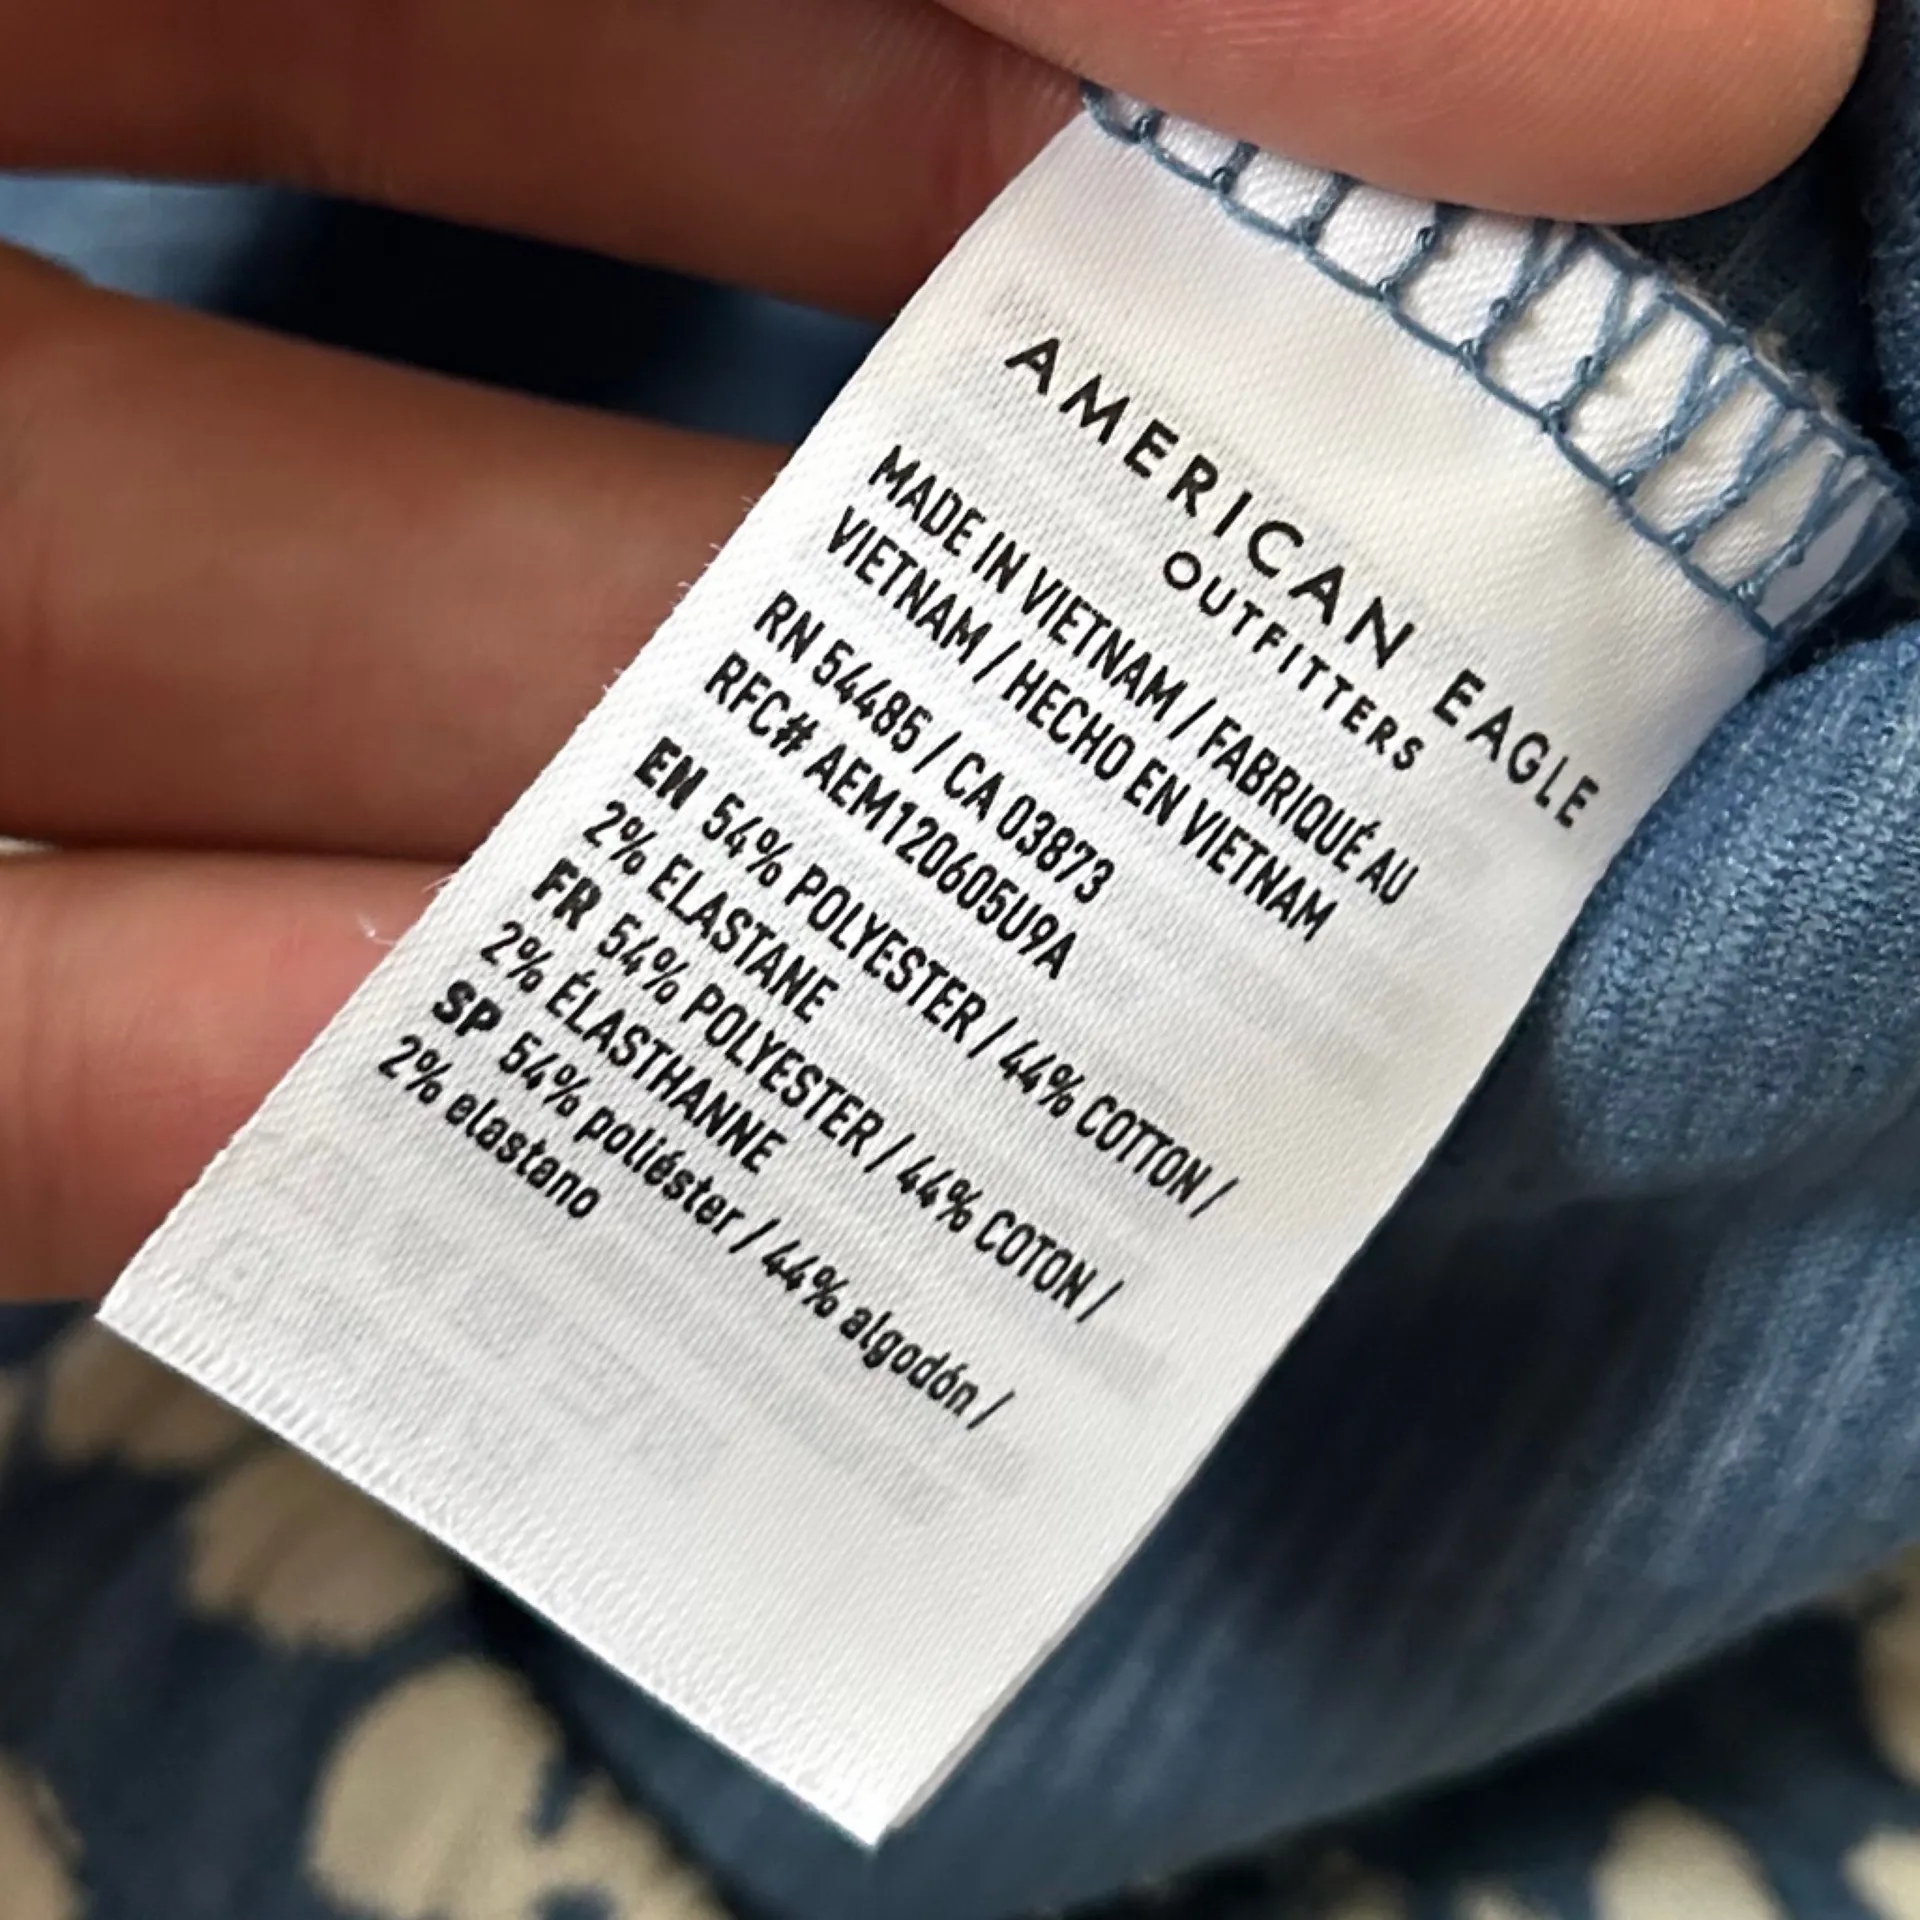 AMERICAN EAGLE
OUTFITTERS
MADE IN VIETNAM / FABRIQUÉ AU
VIETNAM / HECHO EN VIETNAM
RN 54485 / CA 03873
RFC# AEM120605U9A
EN 54% POLYESTER / 44% COTTON /
2% ELASTANE
FR 54% POLYESTER / 44% COTON /
2% ÉLASTHANNE
SP 54% poliéster / 44% algodón /
2% elastano